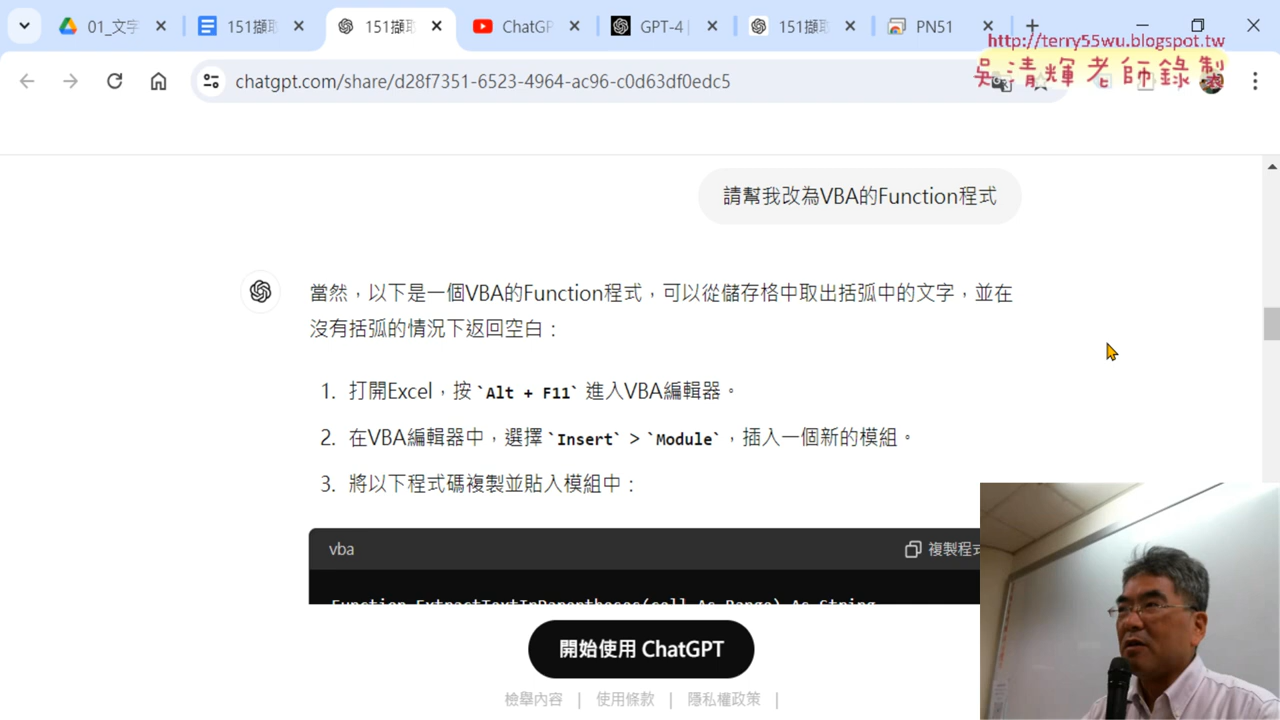 01_文字
151擷取
151擷取
ChatGP
GPT-4
151擷取
PN51
http://terry55wu.blogspot.tw
吳清輝老師錄製
chatgpt.com/share/d2873351-6523-4964-ac96-c0d63df0edc5
請幫我改為VBA的Function程式
當然，以下是一個VBA的Function程式，可以從儲存格中取出括弧中的文字，並在
沒有括弧的情況下返回空白：
1. 打開Excel，按 `Alt + F11` 進入VBA編輯器。
2. 在VBA編輯器中，選擇 `Insert` > `Module`，插入一個新的模組。
3. 將以下程式碼複製並貼入模組中：
vba
複製程式
Function ExtractTextInParentheses(cell As Range) As String
開始使用 ChatGPT
檢舉內容 | 使用條款 | 隱私權政策 |